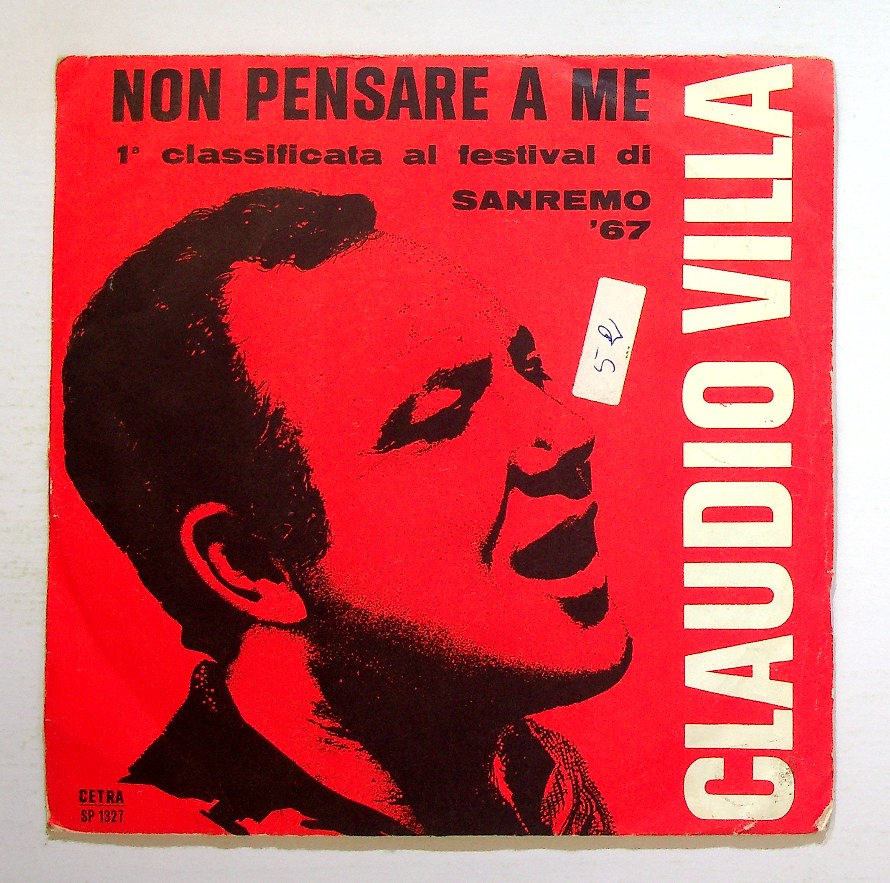 NON PENSARE A ME
1ª classificata al festival di
SANREMO
'67
CLAUDIO VILLA
CETRA
SP 1327